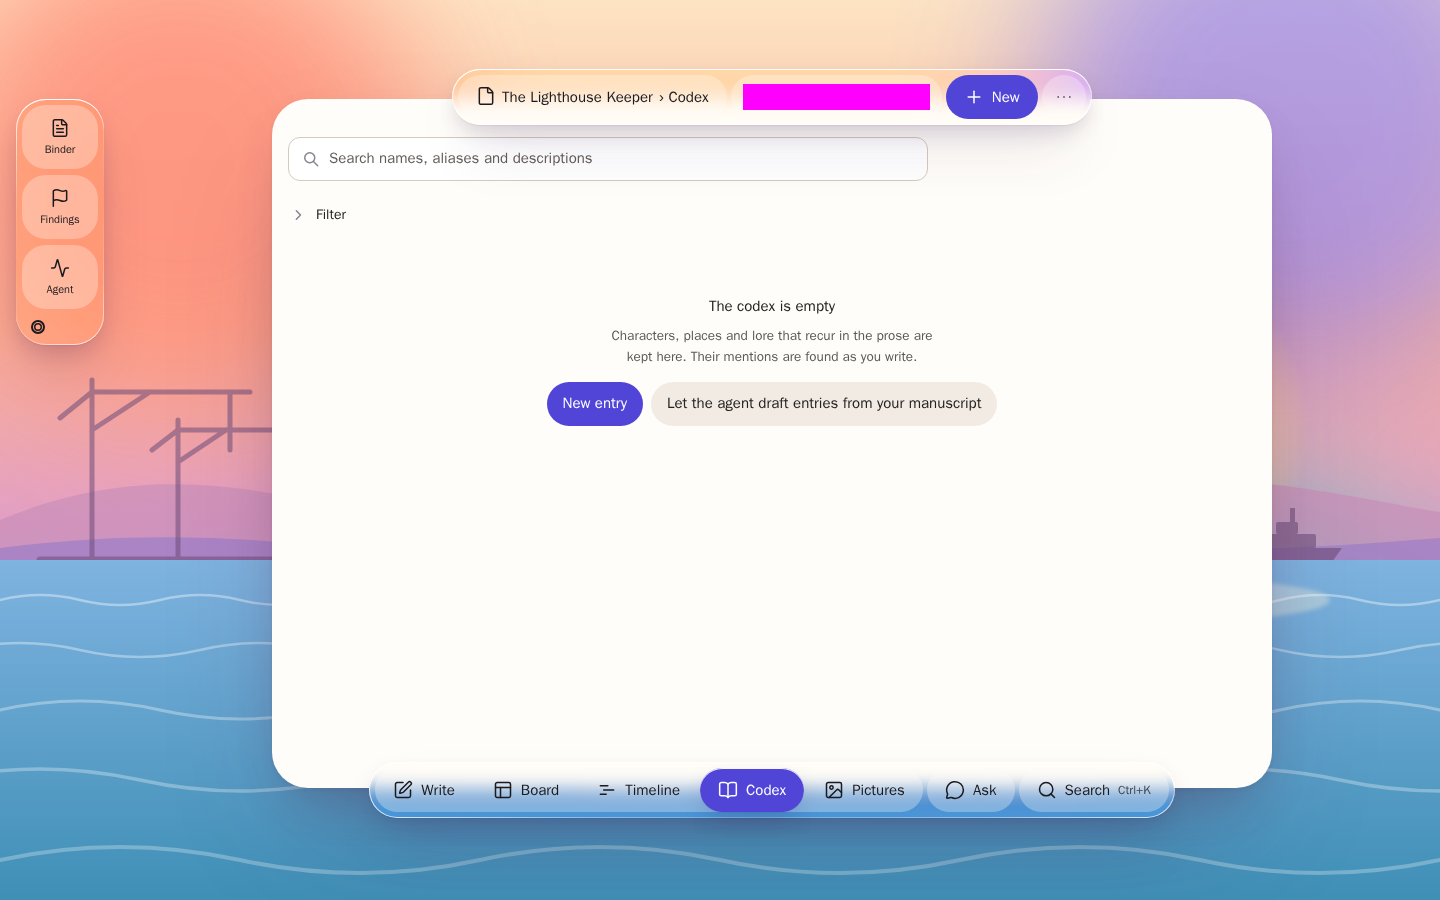 The Lighthouse Keeper › Codex
New
Binder
Findings
Agent
Search names, aliases and descriptions
Filter
The codex is empty
Characters, places and lore that recur in the prose are
kept here. Their mentions are found as you write.
New entry
Let the agent draft entries from your manuscript
Write
Board
Timeline
Codex
Pictures
Ask
Search Ctrl+K